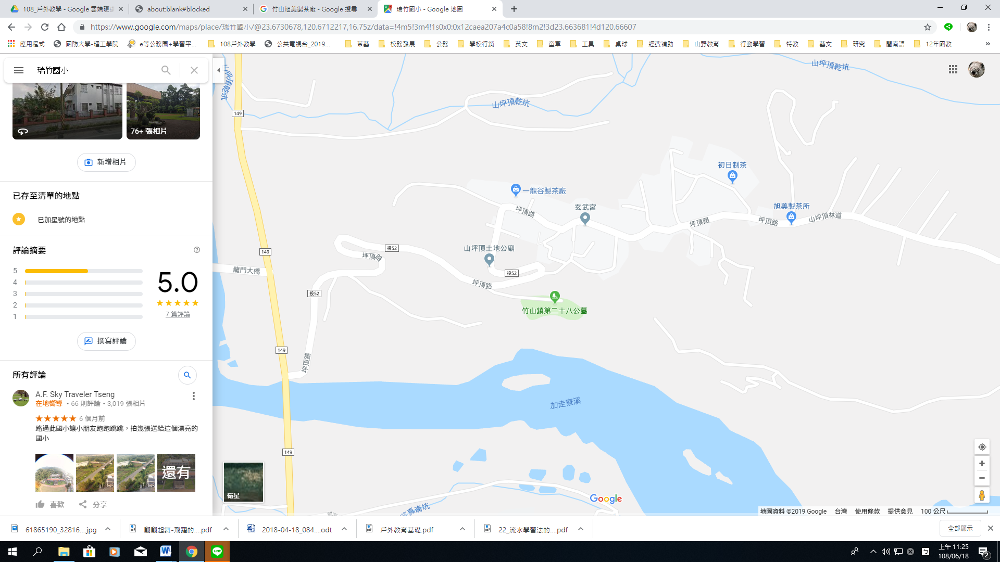 108_戶外教學 - Google 雲端硬碟
about:blank#blocked
竹山旭美製茶廠 - Google 搜尋
瑞竹國小 - Google 地圖
https://www.google.com/maps/place/瑞竹國小/@23.6730678,120.6712217,16.75z/data=!4m5!3m4!1s0x0:0x12caea207a4c0a58!8m2!3d23.663681!4d120.66607
應用程式
國防大學-理工學院
e等公務園+學習平...
108戶外教學
公共電視台_2019...
茶藝
校務發展
公務
學校行銷
英文
童軍
工具
桌球
經費補助
山野教育
行動學習
特教
藝文
研究
閩南語
12年國教
»
瑞竹國小
76+ 張相片
新增相片
已存至清單的地點
已加星號的地點
評論摘要
5
4
3
2
1
5.0
7 篇評論
撰寫評論
所有評論
A.F. Sky Traveler Tseng
在地嚮導 • 66 則評論 • 3,019 張相片
6 個月前
路過此國小讓小朋友跑跑跳跳，拍幾張送給這個漂亮的
國小
還有
喜歡
分享
山坪頂乾坑
山坪頂乾坑
山坪頂乾坑
149
初日制茶
一龍谷製茶廠
玄武宮
旭美製茶所
坪頂路
坪頂路
坪頂路
山坪頂林道
山坪頂土地公廟
投52
149
坪頂路
龍門大橋
投52
坪頂路
投52
竹山鎮第二十八公墓
149
坪頂路
加走寮溪
149
衛星
Google
地圖資料 ©2019 Google
台灣
使用條款
提供意見
100 公尺
61865190_32816....jpg
翩翩起舞-飛躍的....pdf
2018-04-18_084....odt
戶外教育基礎.pdf
22_流水學習法的....pdf
全部顯示
上午 11:25
108/06/18
2